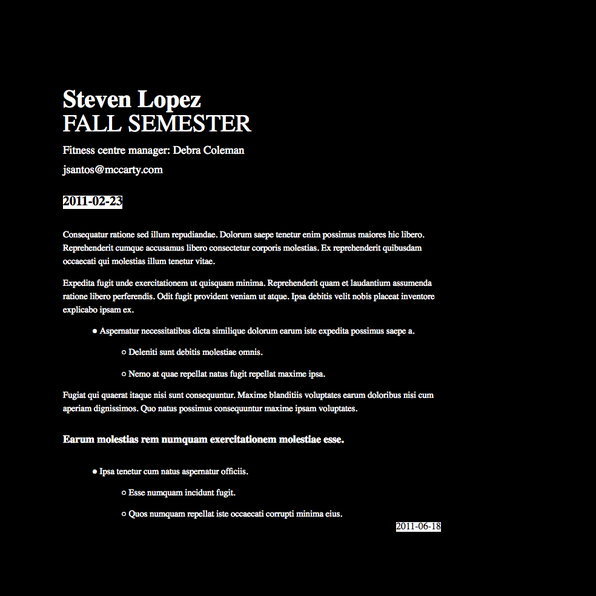 Steven Lopez
FALL SEMESTER
Fitness centre manager: Debra Coleman
jsantos@mccarty.com
2011-02-23
Consequatur ratione sed illum repudiandae. Dolorum saepe tenetur enim possimus maiores hic libero.
Reprehenderit cumque accusamus libero consectetur corporis molestias. Ex reprehenderit quibusdam
occaecati qui molestias illum tenetur vitae.
Expedita fugit unde exercitationem ut quisquam minima. Reprehenderit quam et laudantium assumenda
ratione libero perferendis. Odit fugit provident veniam ut atque. Ipsa debitis velit nobis placeat inventore
explicabo ipsam ex.
• Aspernatur necessitatibus dicta similique dolorum earum iste expedita possimus saepe a.
◦ Deleniti sunt debitis molestiae omnis.
◦ Nemo at quae repellat natus fugit repellat maxime ipsa.
Fugiat qui quaerat itaque nisi sunt consequuntur. Maxime blanditiis voluptates earum doloribus nisi cum
aperiam dignissimos. Quo natus possimus consequuntur maxime ipsam voluptates.
Earum molestias rem numquam exercitationem molestiae esse.
• Ipsa tenetur cum natus aspernatur officiis.
◦ Esse numquam incidunt fugit.
◦ Quos numquam repellat iste occaecati corrupti minima eius.
2011-06-18